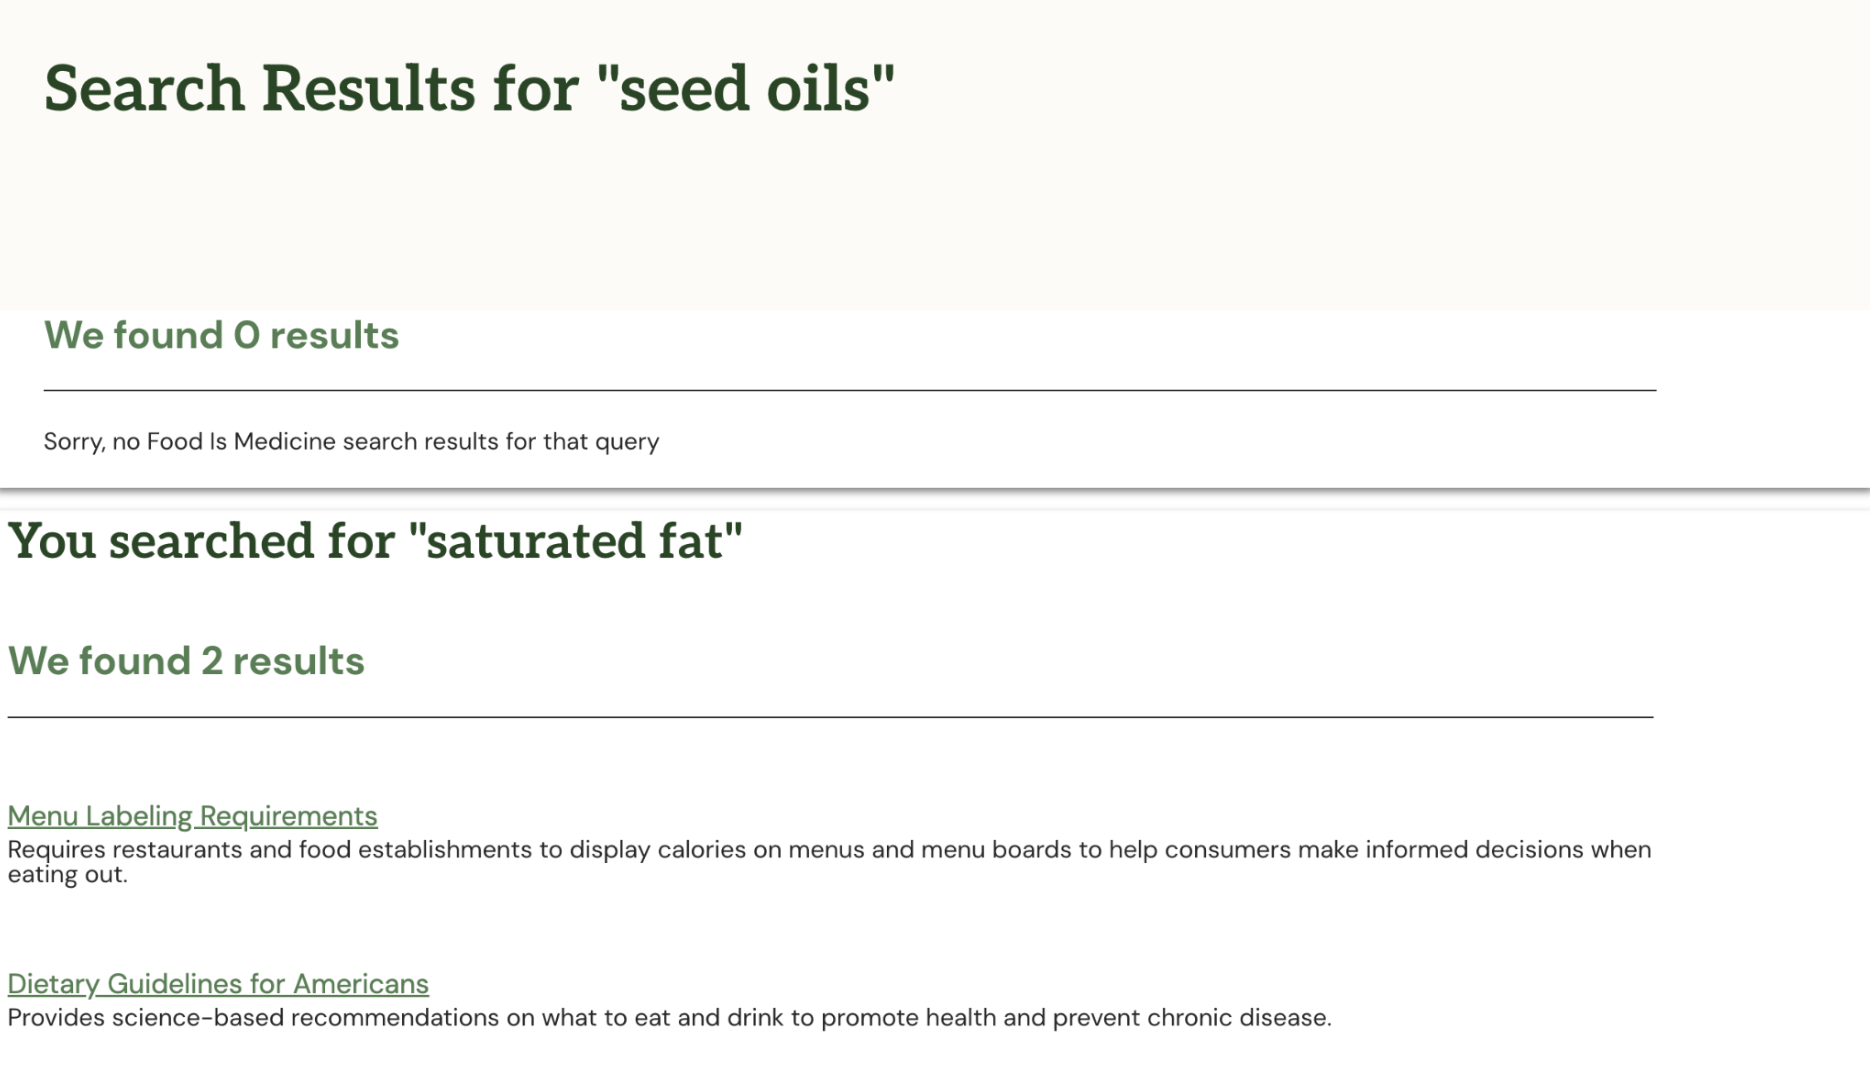 Search Results for "seed oils"
We found 0 results
Sorry, no Food Is Medicine search results for that query
You searched for "saturated fat"
We found 2 results
Menu Labeling Requirements
Requires restaurants and food establishments to display calories on menus and menu boards to help consumers make informed decisions when
eating out.
Dietary Guidelines for Americans
Provides science-based recommendations on what to eat and drink to promote health and prevent chronic disease.